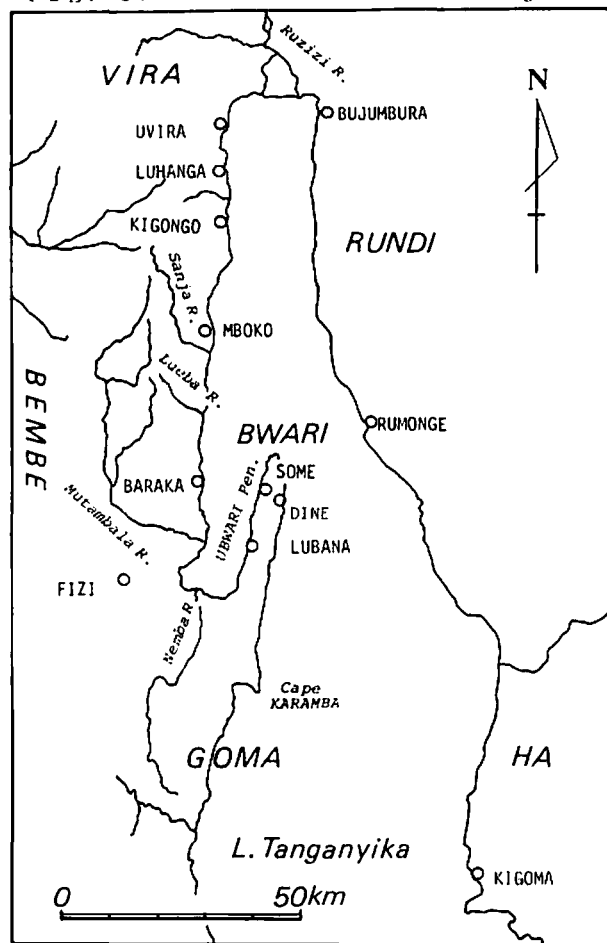 Ruzizi R.
VIRA
N
UVIRA
BUJUMBURA
LUHANGA
KIGONGO
RUNDI
Sanja R.
MBOKO
Lueba R.
BEMBE
BWARI
RUMONGE
BARAKA
UBWARI Pen.
SOME
DINE
Mutambala R.
LUBANA
FIZI
Nemba R.
Cape
KARAMBA
GOMA
HA
L. Tanganyika
0 50km
KIGOMA